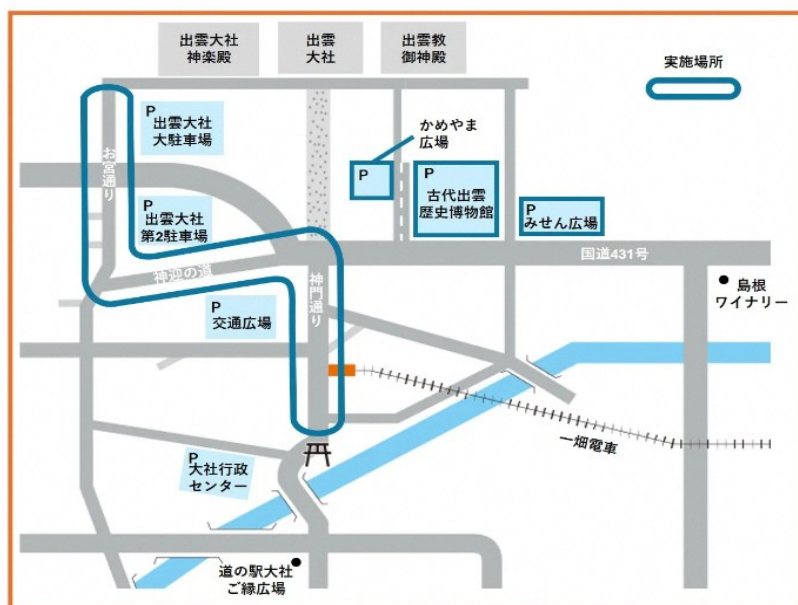 出雲大社
神楽殿
出雲
大社
出雲教
御神殿
実施場所
P
出雲大社
大駐車場
かめやま
広場
お宮通り
P
P
古代出雲
歴史博物館
P
出雲大社
第2駐車場
P
みせん広場
国道431号
神迎の道
神門通り
島根
ワイナリー
P
交通広場
一畑電車
P
大社行政
センター
道の駅大社
ご縁広場